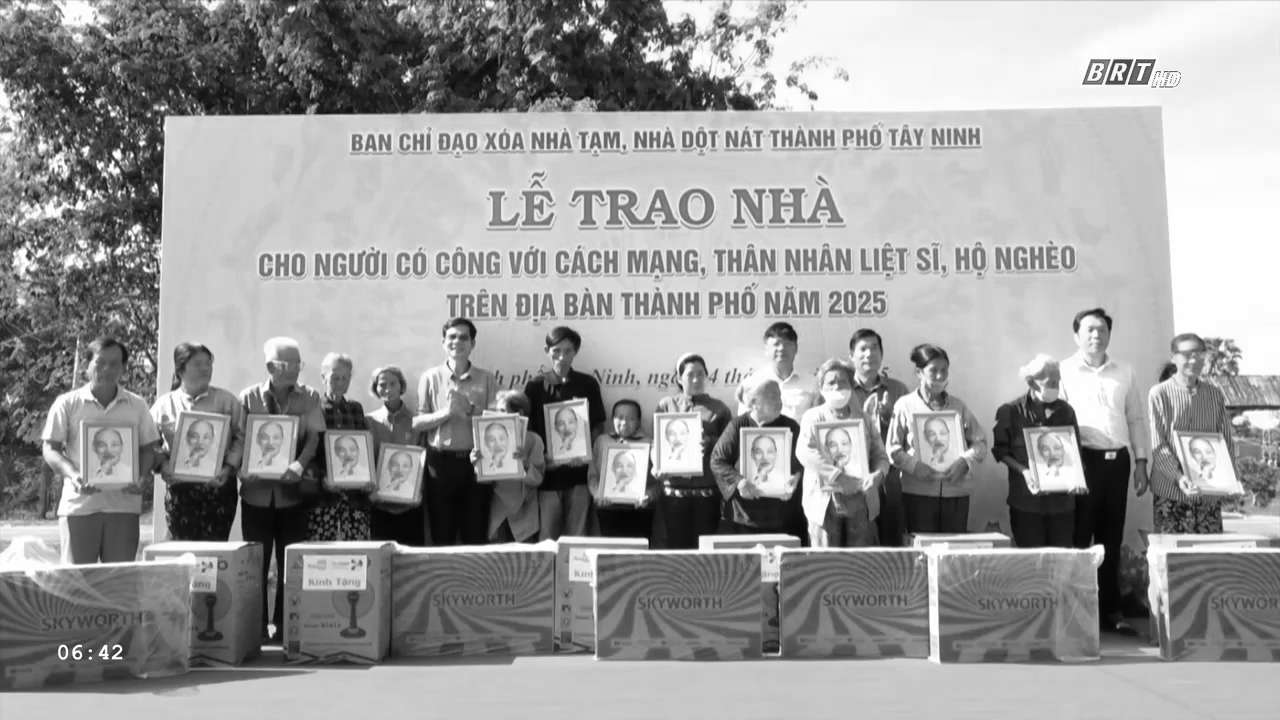 BRT HD
BAN CHỈ ĐẠO XÓA NHÀ TẠM, NHÀ DỘT NÁT THÀNH PHỐ TÂY NINH
LỄ TRAO NHÀ
CHO NGƯỜI CÓ CÔNG VỚI CÁCH MẠNG, THÂN NHÂN LIỆT SĨ, HỘ NGHÈO
TRÊN ĐỊA BÀN THÀNH PHỐ NĂM 2025
Ninh, ngày
Kính Tặng
SKYWORTH
SKYWORTH
SKYWORTH
SKYWORTH
SKYWORTH
SKYWORTH
06:42